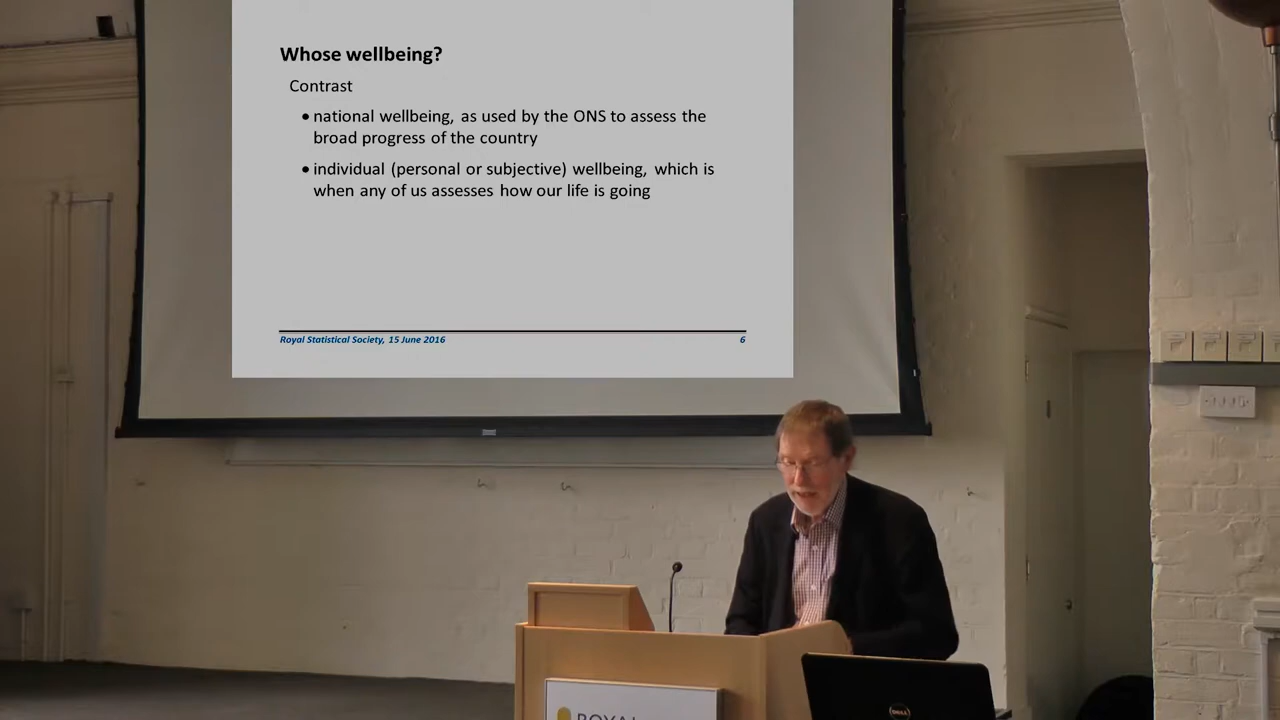 Whose wellbeing?
Contrast
• national wellbeing, as used by the ONS to assess the
broad progress of the country
• individual (personal or subjective) wellbeing, which is
when any of us assesses how our life is going
Royal Statistical Society, 15 June 2016 6
ROYAL
DELL